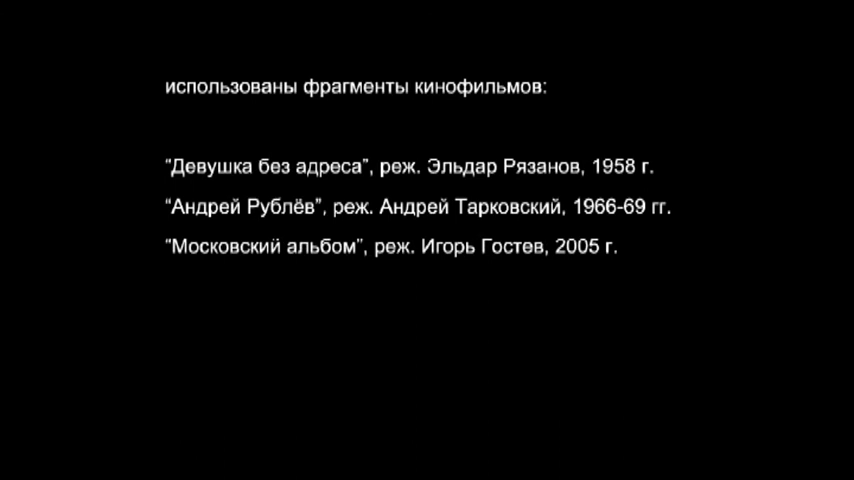 использованы фрагменты кинофильмов:
“Девушка без адреса”, реж. Эльдар Рязанов, 1958 г.
“Андрей Рублёв”, реж. Андрей Тарковский, 1966-69 гг.
“Московский альбом”, реж. Игорь Гостев, 2005 г.